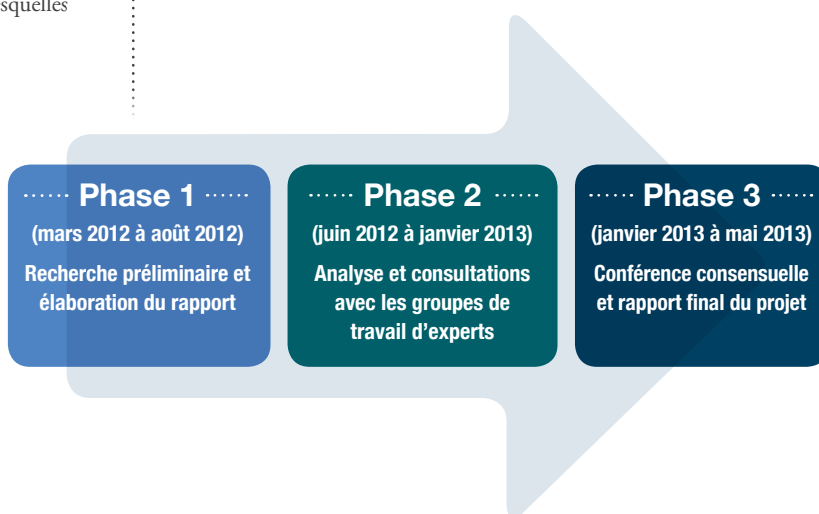 squelles
Phase 1
(mars 2012 à août 2012)
Recherche préliminaire et
élaboration du rapport
Phase 2
(juin 2012 à janvier 2013)
Analyse et consultations
avec les groupes de
travail d'experts
Phase 3
(janvier 2013 à mai 2013)
Conférence consensuelle
et rapport final du projet